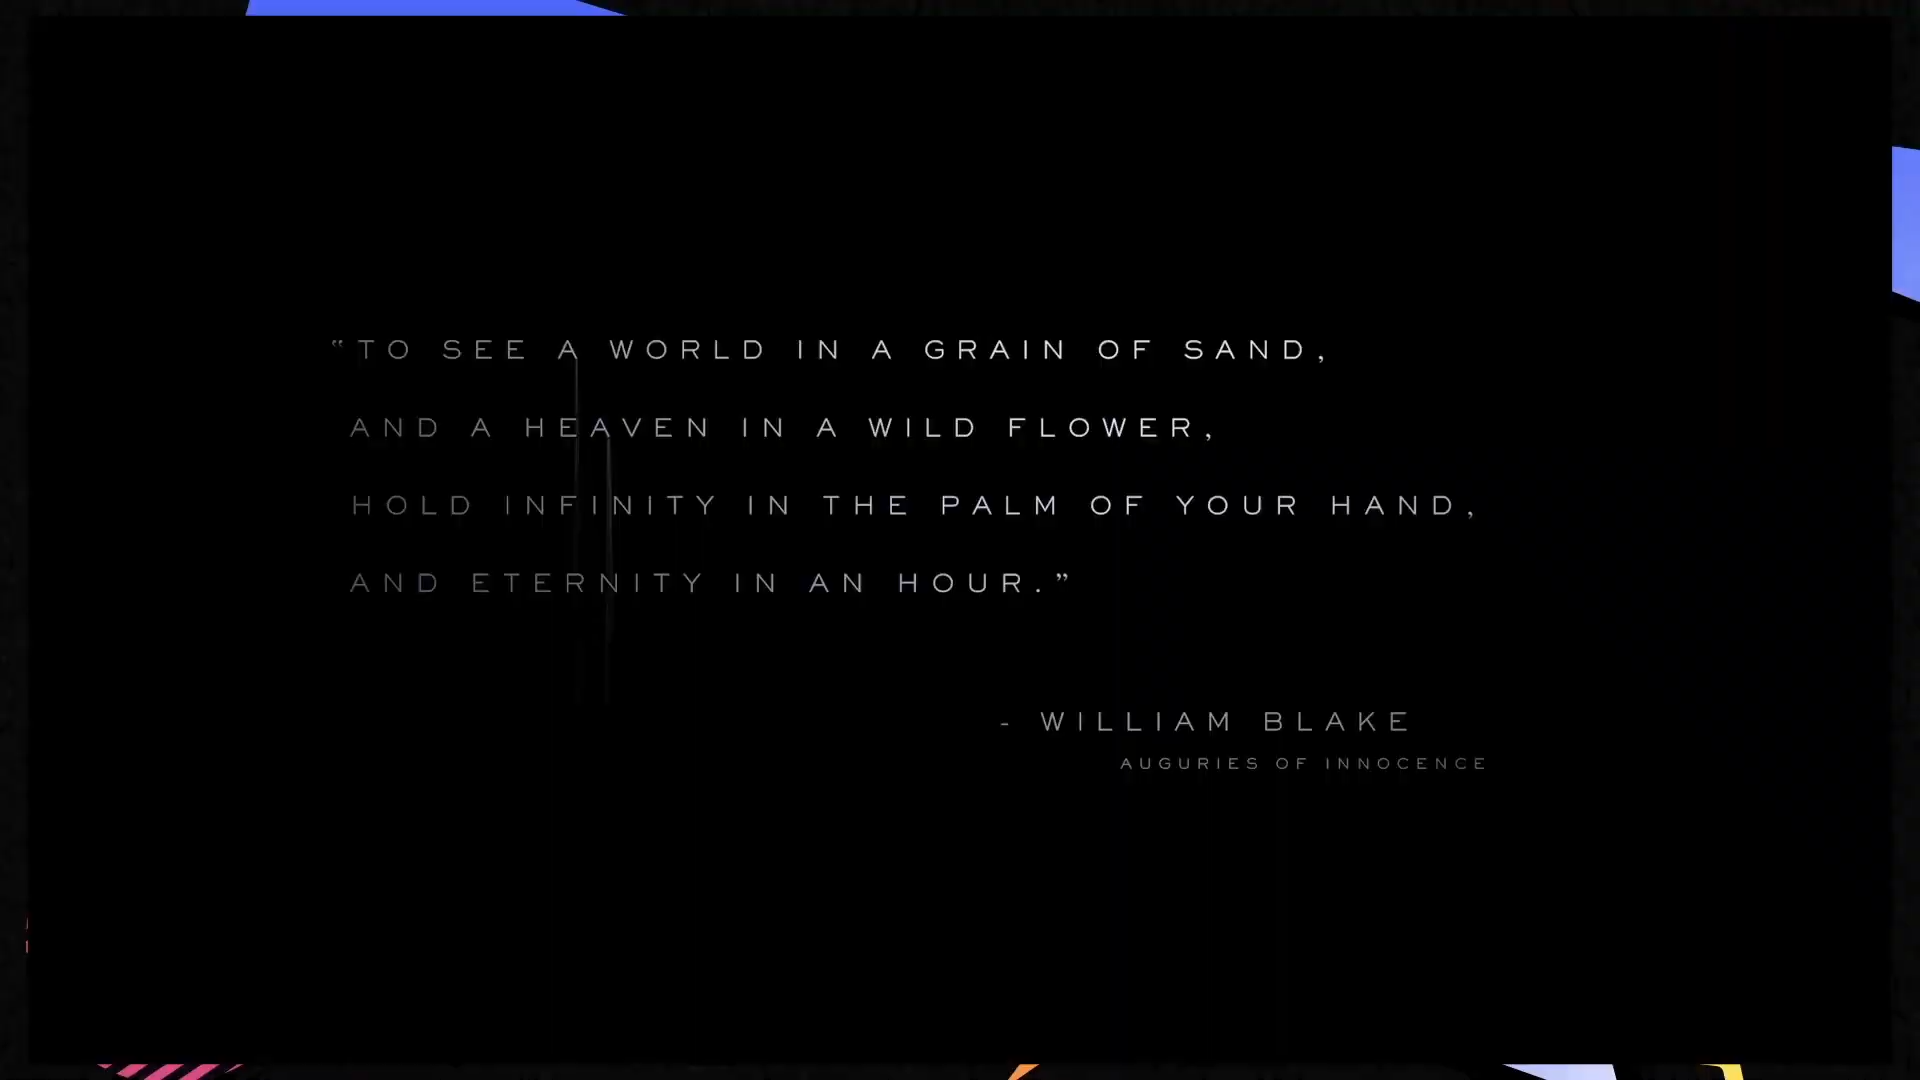 “TO SEE A WORLD IN A GRAIN OF SAND,
AND A HEAVEN IN A WILD FLOWER,
HOLD INFINITY IN THE PALM OF YOUR HAND,
AND ETERNITY IN AN HOUR.”
- WILLIAM BLAKE
AUGURIES OF INNOCENCE